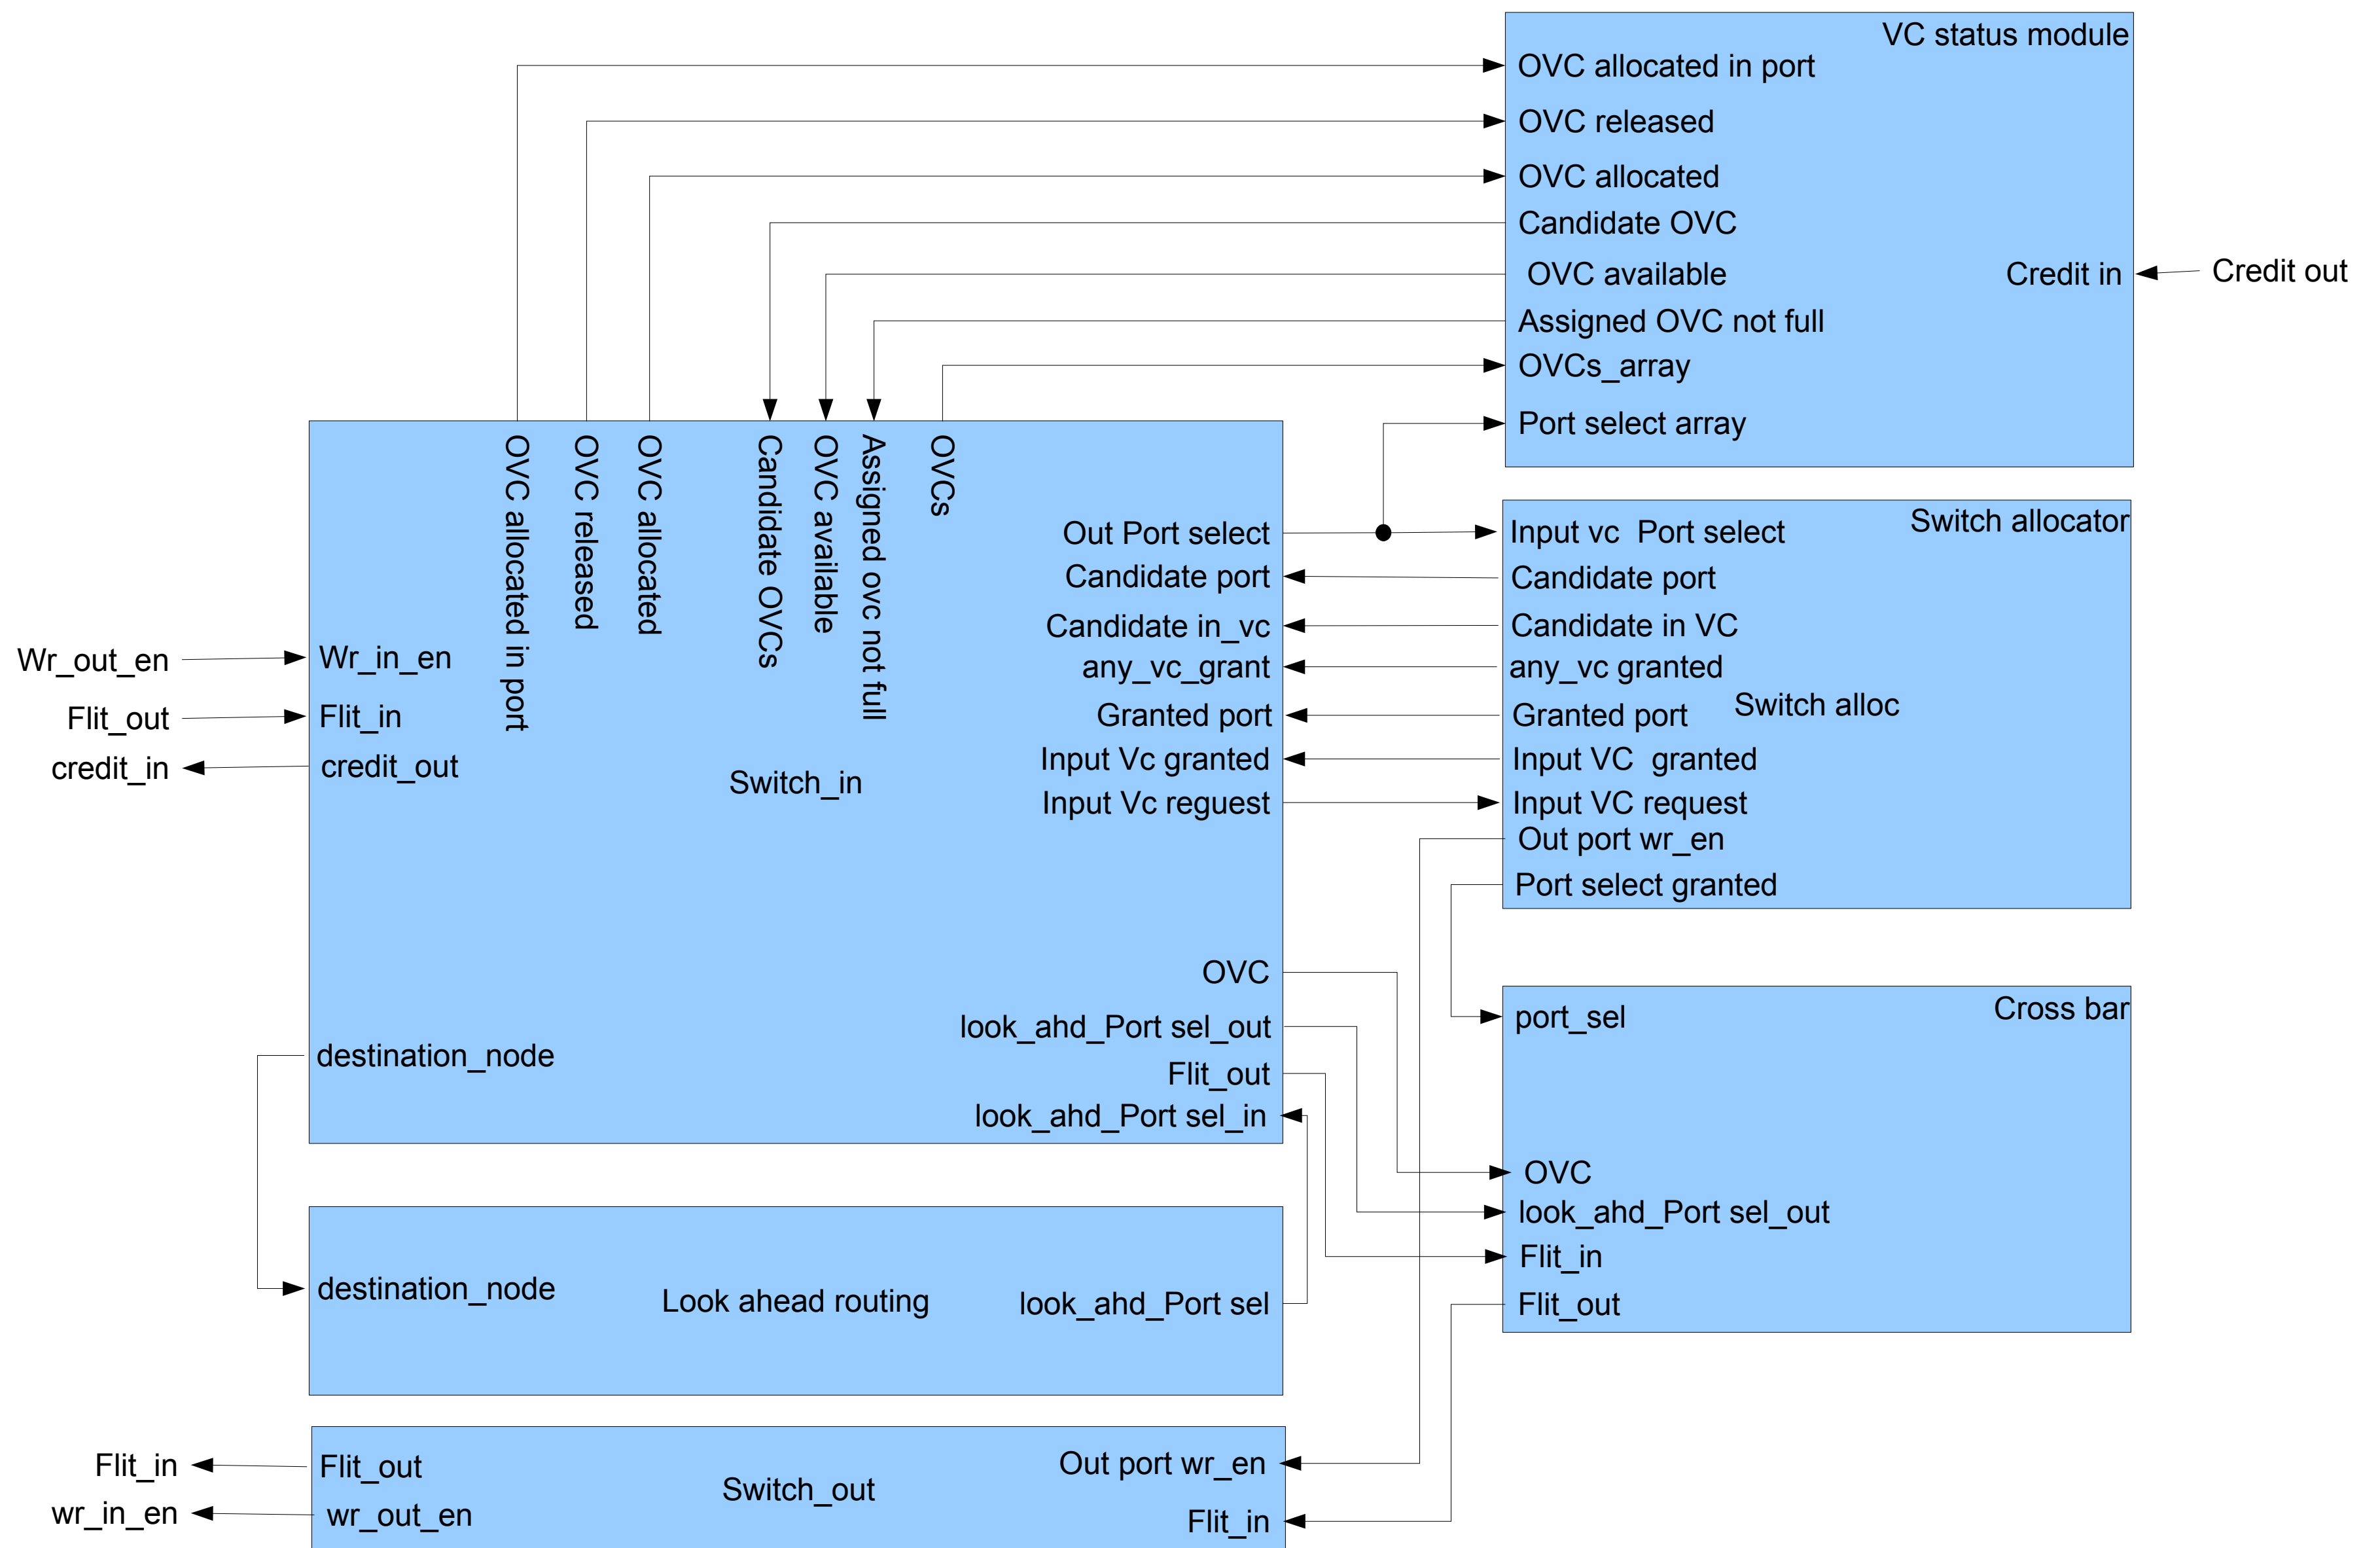 VC status module
OVC allocated in port
OVC released
OVC allocated
Candidate OVC
OVC available
Credit in
Credit out
Assigned OVC not full
OVCs_array
Port select array
OVC allocated in port
OVC released
OVC allocated
Candidate OVCs
OVC available
Assigned ovc not full
OVCs
Out Port select
Candidate port
Candidate in_vc
any_vc_grant
Granted port
Input Vc granted
Input Vc reguest
Wr_out_en
Wr_in_en
Flit_out
Flit_in
credit_in
credit_out
Switch_in
OVC
look_ahd_Port sel_out
destination_node
Flit_out
look_ahd_Port sel_in
Switch allocator
Input vc Port select
Candidate port
Candidate in VC
any_vc granted
Switch alloc
Granted port
Input VC granted
Input VC request
Out port wr_en
Port select granted
Cross bar
port_sel
OVC
look_ahd_Port sel_out
Flit_in
Flit_out
destination_node
Look ahead routing
look_ahd_Port sel
Flit_in
Flit_out
wr_in_en
wr_out_en
Switch_out
Out port wr_en
Flit_in